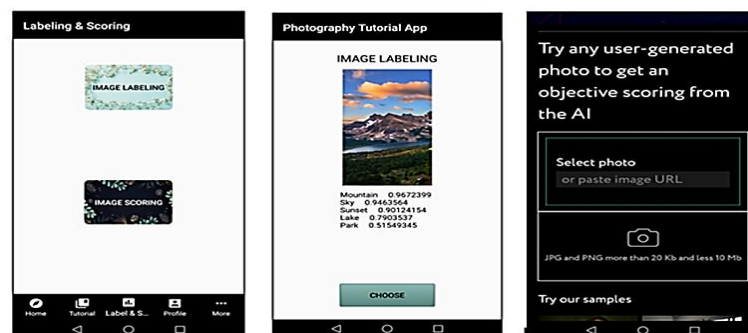 Labeling & Scoring
IMAGE LABELING
IMAGE SCORING
Home
Tutorial
Label & S...
Profile
More
Photography Tutorial App
IMAGE LABELING
Mountain 0.9672399
Sky 0.9463564
Sunset 0.90124154
Lake 0.7903537
Park 0.51549345
CHOOSE
Try any user-generated
photo to get an
objective scoring from
the AI
Select photo
or paste image URL
JPG and PNG more than 20 Kb and less 10 Mb
Try our samples